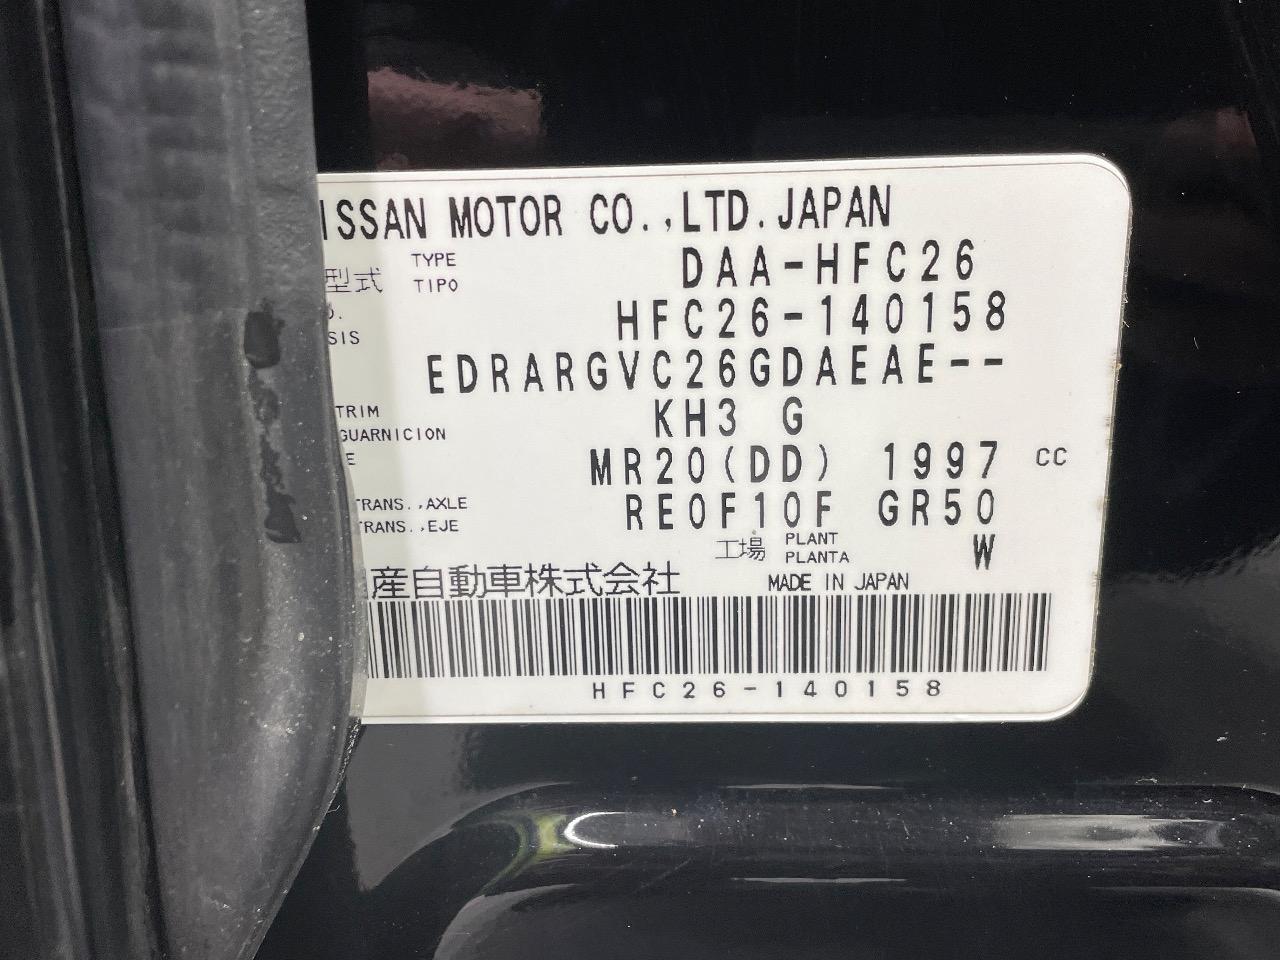 ISSAN MOTOR CO.,LTD.JAPAN
型式 TYPE TIPO DAA-HFC26
SIS HFC26-140158
EDRARGVC26GDAEAE--
TRIM GUARNICION KH3 G
E MR20(DD) 1997 CC
TRANS.,AXLE TRANS.,EJE RE0F10F GR50
工場 PLANT PLANTA W
産自動車株式会社 MADE IN JAPAN
HFC26-140158